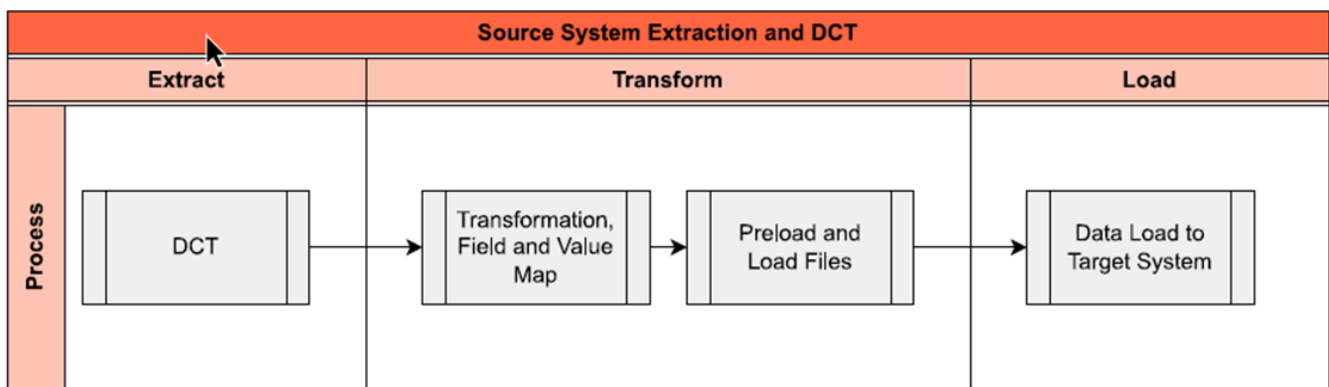 Source System Extraction and DCT
Extract
Transform
Load
Process
DCT
Transformation,
Field and Value
Map
Preload and
Load Files
Data Load to
Target System